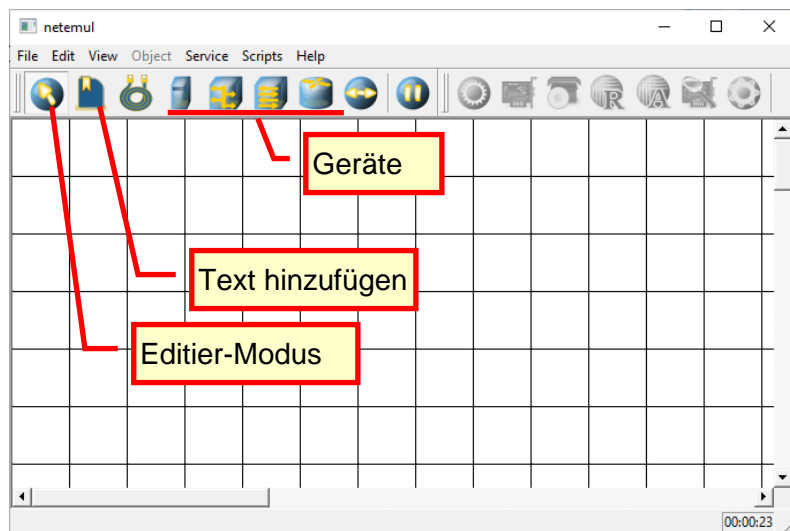 netemul
File Edit View Object Service Scripts Help
R A
Geräte
Text hinzufügen
Editier-Modus
00:00:23